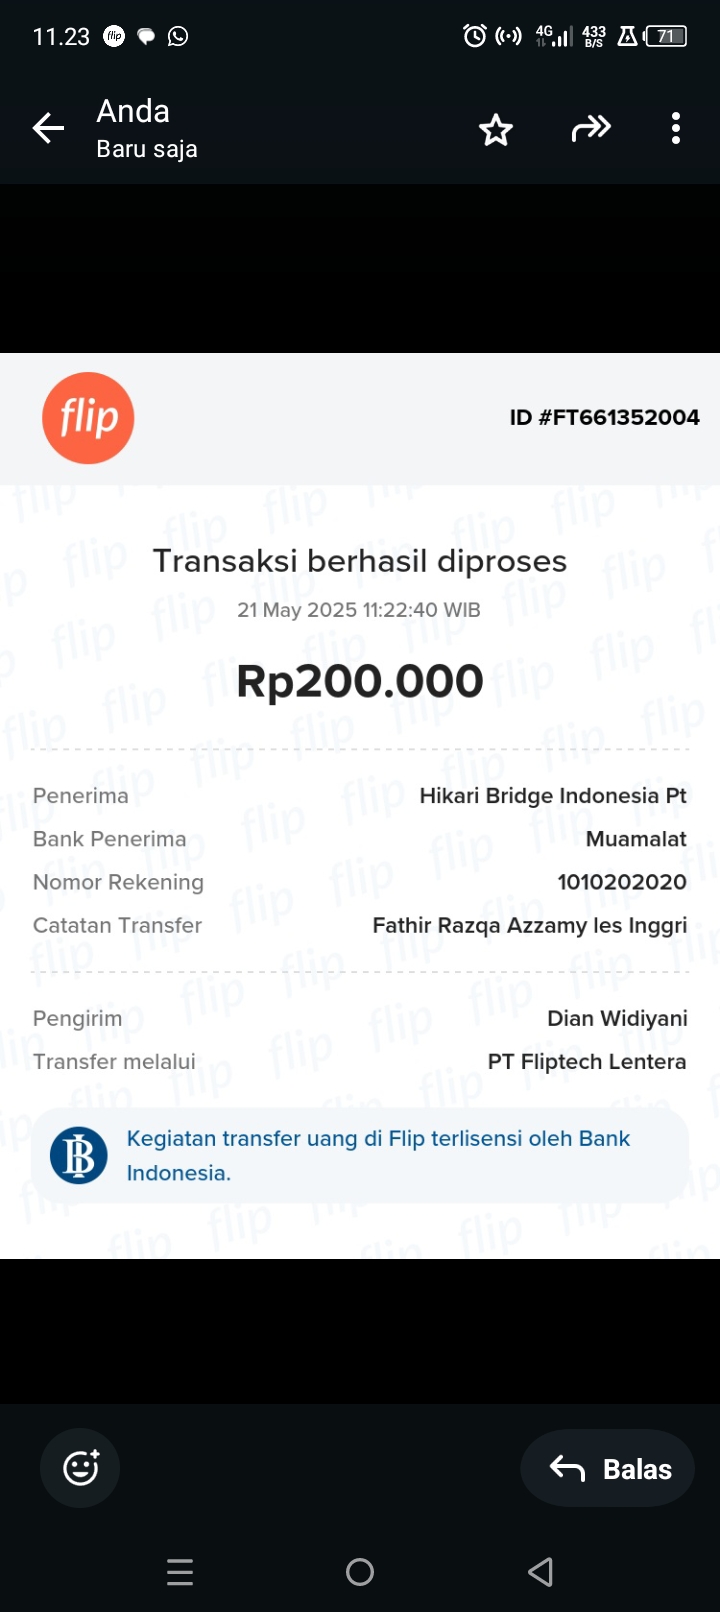 11.23 flip 4G 433 B/S 71
Anda
Baru saja
flip
ID #FT661352004
Transaksi berhasil diproses
21 May 2025 11:22:40 WIB
Rp200.000
Penerima Hikari Bridge Indonesia Pt
Bank Penerima Muamalat
Nomor Rekening 1010202020
Catatan Transfer Fathir Razqa Azzamy les Inggri
Pengirim Dian Widiyani
Transfer melalui PT Fliptech Lentera
Kegiatan transfer uang di Flip terlisensi oleh Bank
Indonesia.
Balas